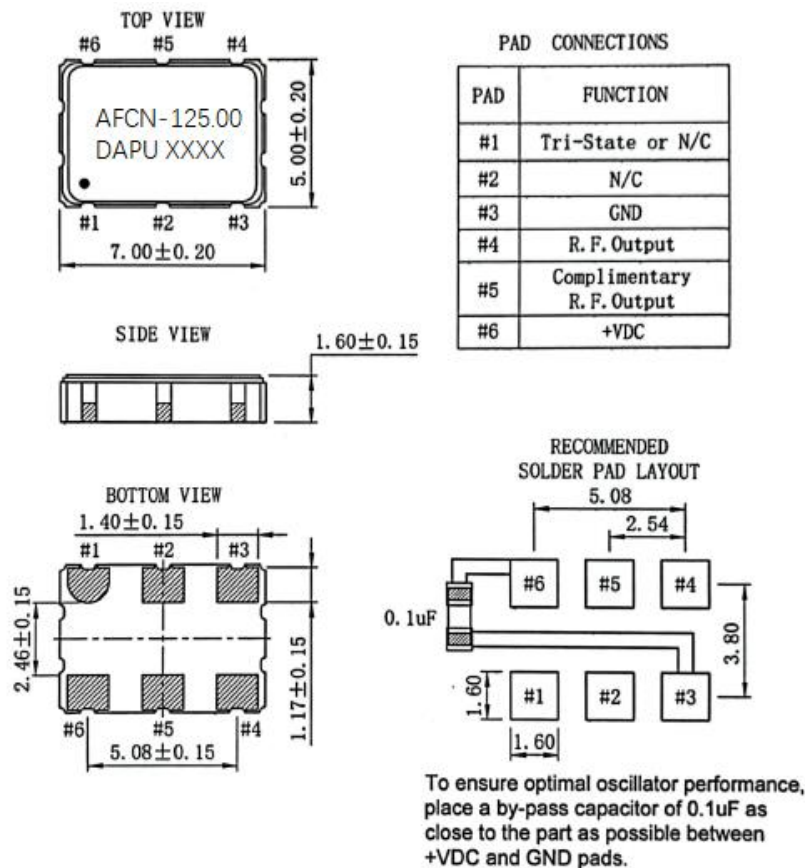 TOP VIEW
#6 #5 #4
AFCN-125.00
DAPU XXXX
#1 #2 #3
5.00±0.20
7.00±0.20
PAD CONNECTIONS
PAD FUNCTION
#1 Tri-State or N/C
#2 N/C
#3 GND
#4 R.F.Output
#5 Complimentary
R.F.Output
#6 +VDC
SIDE VIEW
1.60±0.15
BOTTOM VIEW
1.40±0.15
#1 #2 #3
2.46±0.15
1.17±0.15
#6 #5 #4
5.08±0.15
RECOMMENDED
SOLDER PAD LAYOUT
5.08
2.54
#6 #5 #4
0.1uF
3.80
1.60
#1 #2 #3
1.60
To ensure optimal oscillator performance,
place a by-pass capacitor of 0.1uF as
close to the part as possible between
+VDC and GND pads.